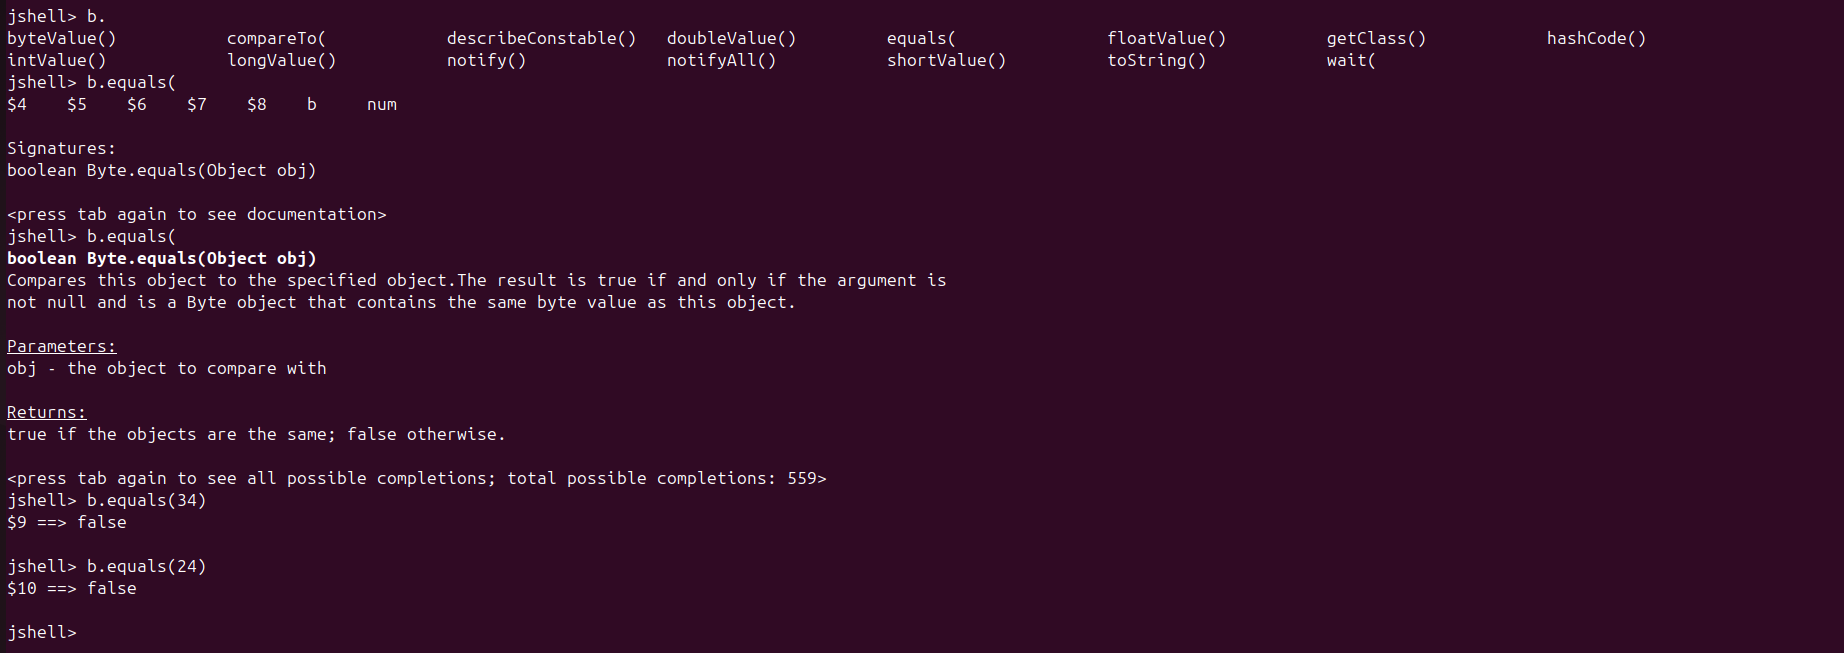 jshell> b.
byteValue() compareTo( describeConstable() doubleValue() equals( floatValue() getClass() hashCode()
intValue() longValue() notify() notifyAll() shortValue() toString() wait(
jshell> b.equals(
$4 $5 $6 $7 $8 b num
Signatures:
boolean Byte.equals(Object obj)
<press tab again to see documentation>
jshell> b.equals(
boolean Byte.equals(Object obj)
Compares this object to the specified object.The result is true if and only if the argument is
not null and is a Byte object that contains the same byte value as this object.
Parameters:
obj - the object to compare with
Returns:
true if the objects are the same; false otherwise.
<press tab again to see all possible completions; total possible completions: 559>
jshell> b.equals(34)
$9 ==> false
jshell> b.equals(24)
$10 ==> false
jshell>